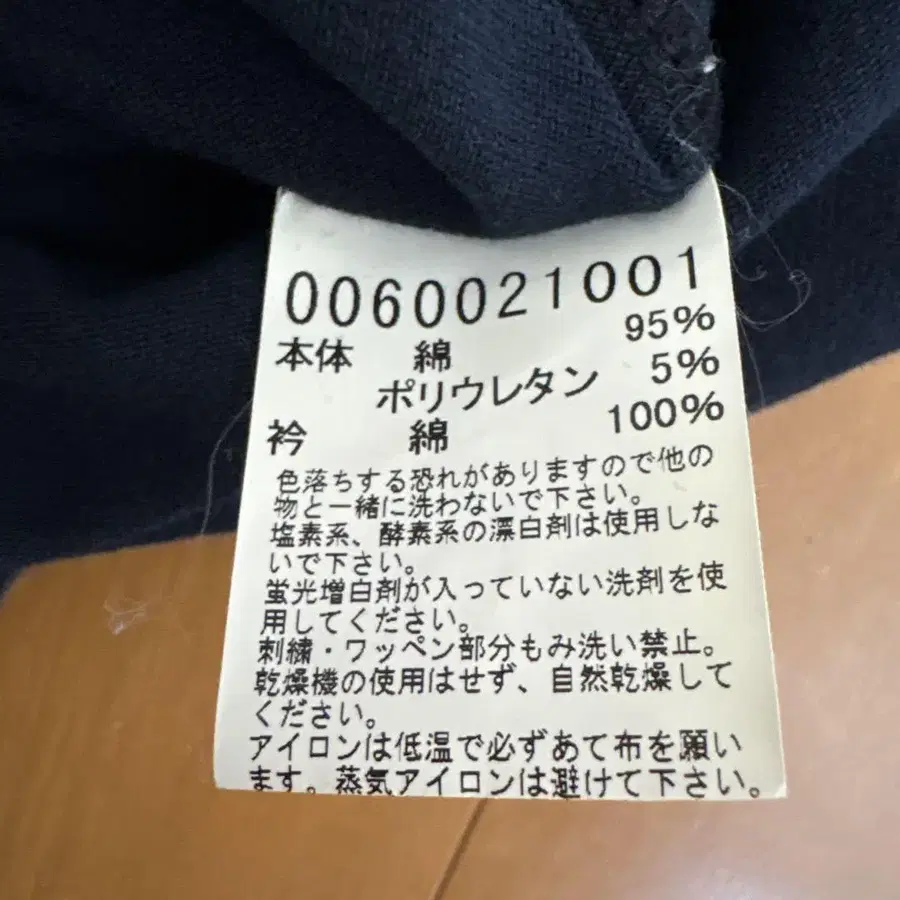 0060021001
本体 綿 95%
ポリウレタン 5%
衿 綿 100%
色落ちする恐れがありますので他の
物と一緒に洗わないで下さい。
塩素系、酵素系の漂白剤は使用しな
いで下さい。
蛍光増白剤が入っていない洗剤を使
用してください。
刺繍・ワッペン部分もみ洗い禁止。
乾燥機の使用はせず、自然乾燥して
ください。
アイロンは低温で必ずあて布を願い
ます。蒸気アイロンは避けて下さい。